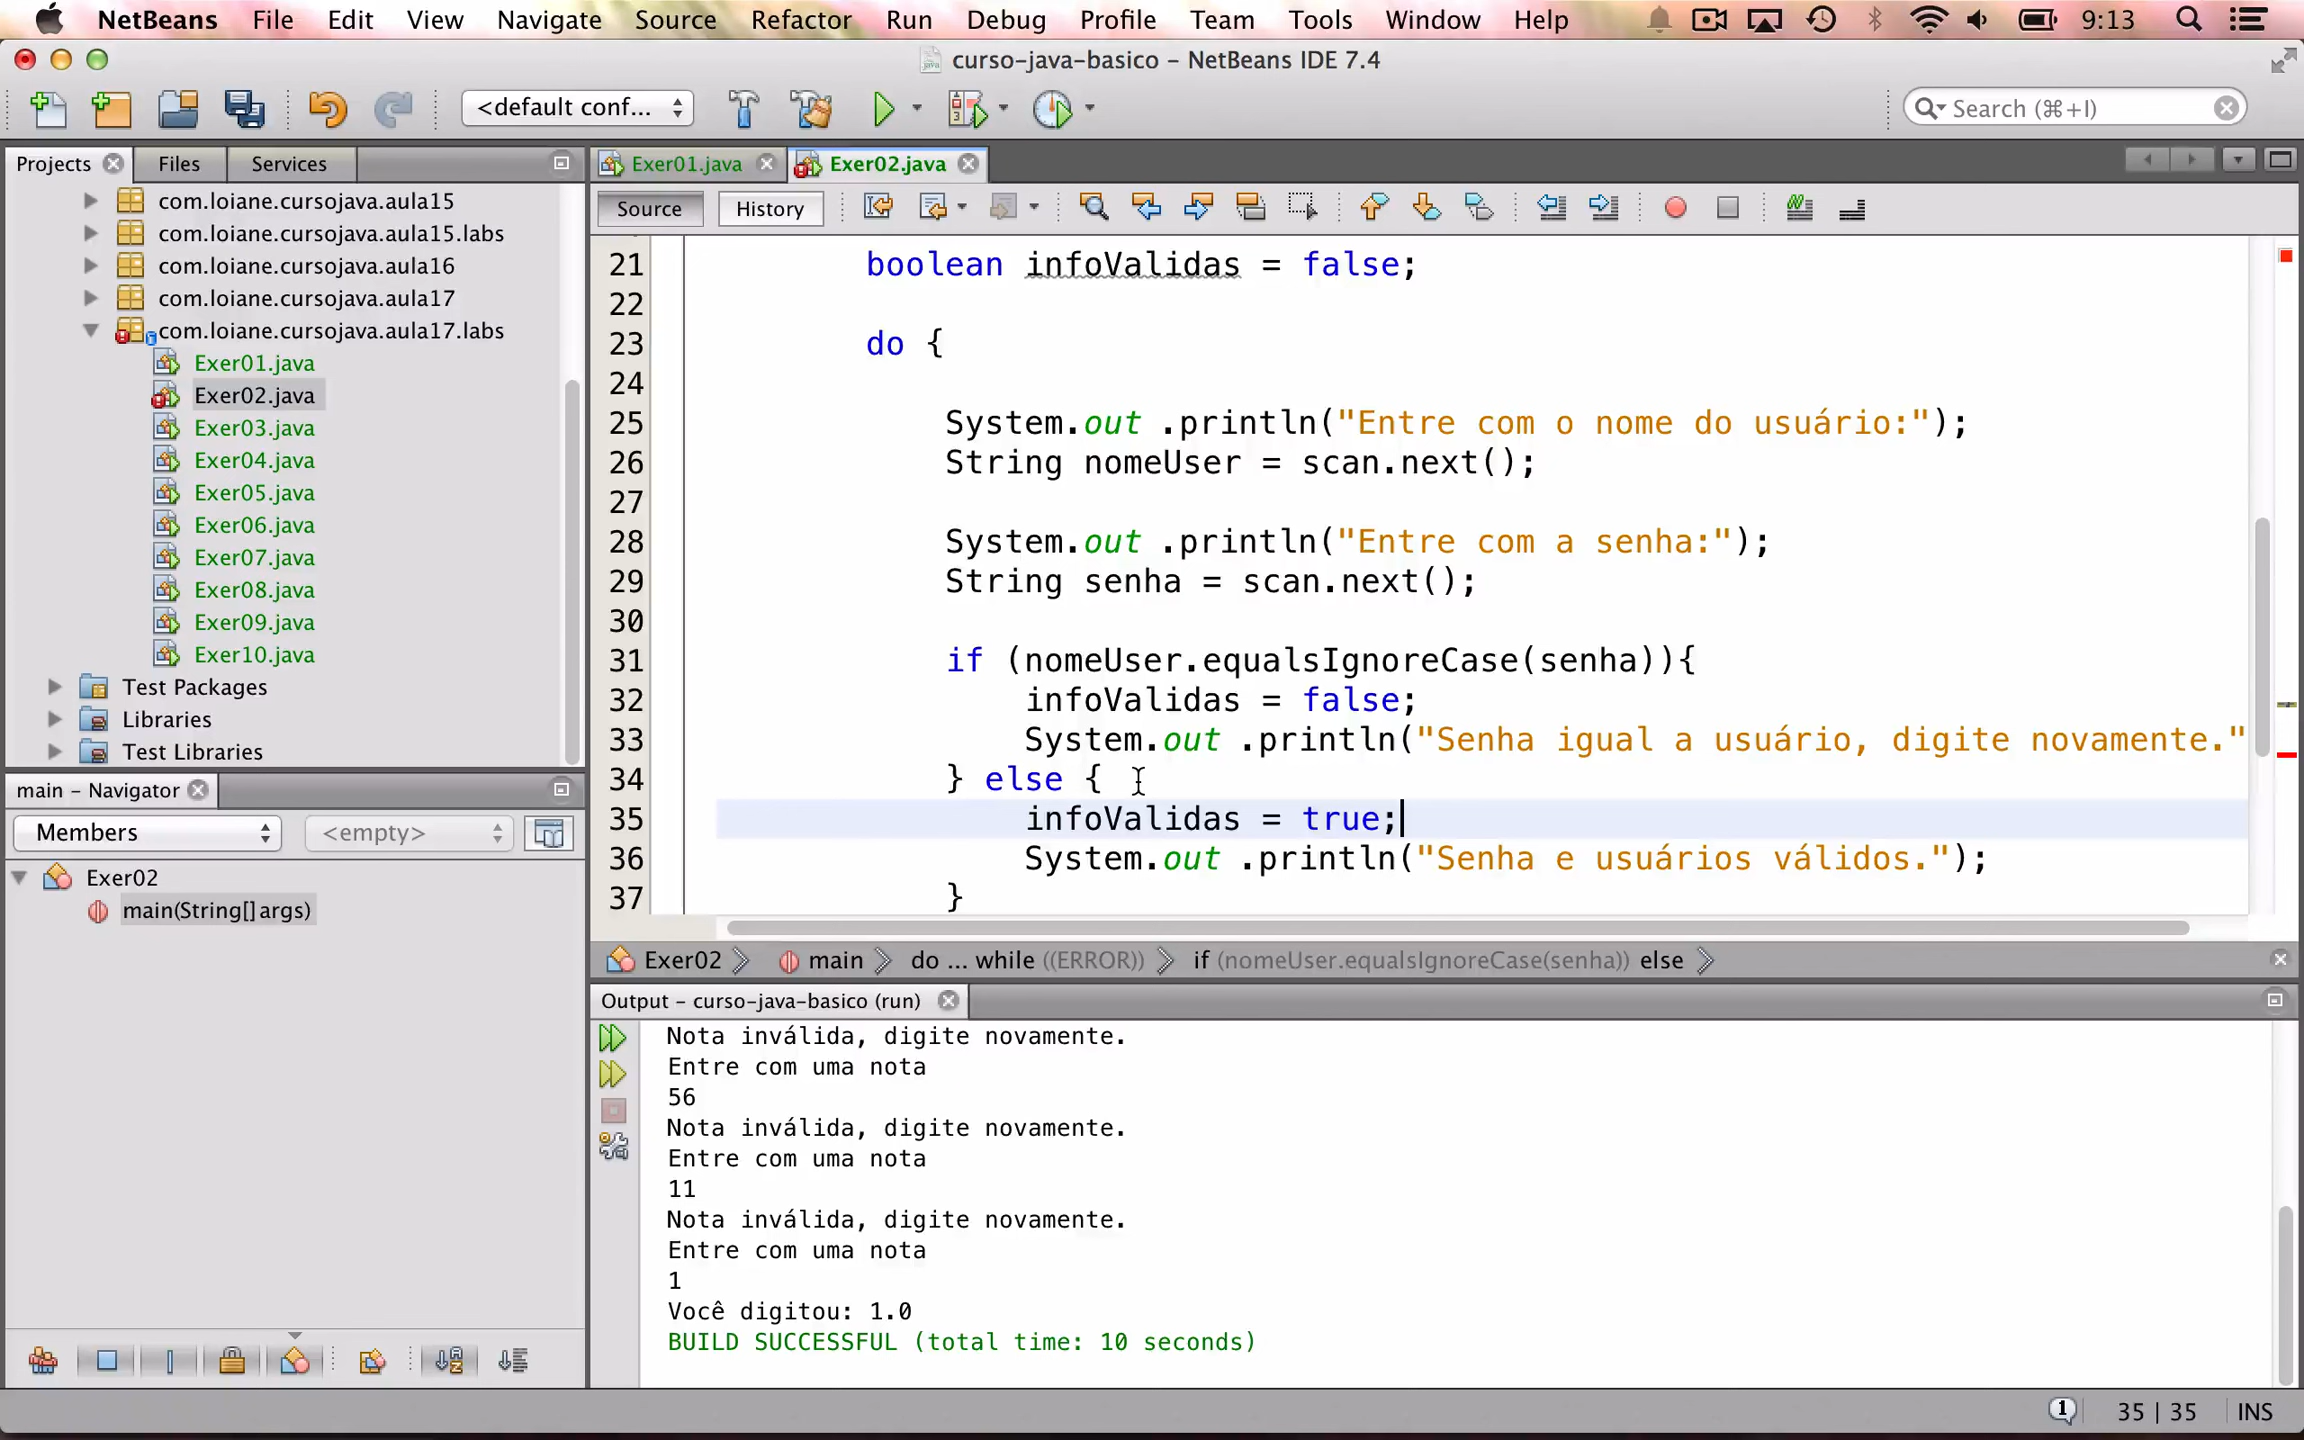 NetBeans File Edit View Navigate Source Refactor Run Debug Profile Team Tools Window Help 9:13
curso-java-basico – NetBeans IDE 7.4
<default conf... Search (⌘+I)
Projects Files Services
com.loiane.cursojava.aula15
com.loiane.cursojava.aula15.labs
com.loiane.cursojava.aula16
com.loiane.cursojava.aula17
com.loiane.cursojava.aula17.labs
Exer01.java
Exer02.java
Exer03.java
Exer04.java
Exer05.java
Exer06.java
Exer07.java
Exer08.java
Exer09.java
Exer10.java
Test Packages
Libraries
Test Libraries
main – Navigator
Members <empty>
Exer02
main(String[] args)
Exer01.java Exer02.java
Source History
21 boolean infoValidas = false;
22
23 do {
24
25 System.out .println("Entre com o nome do usuário:");
26 String nomeUser = scan.next();
27
28 System.out .println("Entre com a senha:");
29 String senha = scan.next();
30
31 if (nomeUser.equalsIgnoreCase(senha)){
32 infoValidas = false;
33 System.out .println("Senha igual a usuário, digite novamente."
34 } else {
35 infoValidas = true;
36 System.out .println("Senha e usuários válidos.");
37 }
Exer02 main do ... while ((ERROR)) if (nomeUser.equalsIgnoreCase(senha)) else
Output – curso-java-basico (run)
Nota inválida, digite novamente.
Entre com uma nota
56
Nota inválida, digite novamente.
Entre com uma nota
11
Nota inválida, digite novamente.
Entre com uma nota
1
Você digitou: 1.0
BUILD SUCCESSFUL (total time: 10 seconds)
1 35 | 35 INS